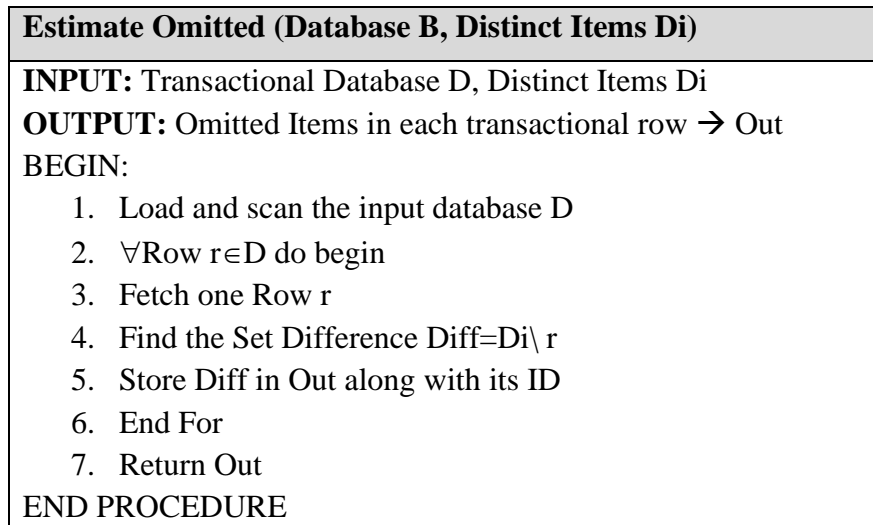 Estimate Omitted (Database B, Distinct Items Di)
INPUT: Transactional Database D, Distinct Items Di
OUTPUT: Omitted Items in each transactional row → Out
BEGIN:
1. Load and scan the input database D
2. ∀Row r∈D do begin
3. Fetch one Row r
4. Find the Set Difference Diff=Di\ r
5. Store Diff in Out along with its ID
6. End For
7. Return Out
END PROCEDURE